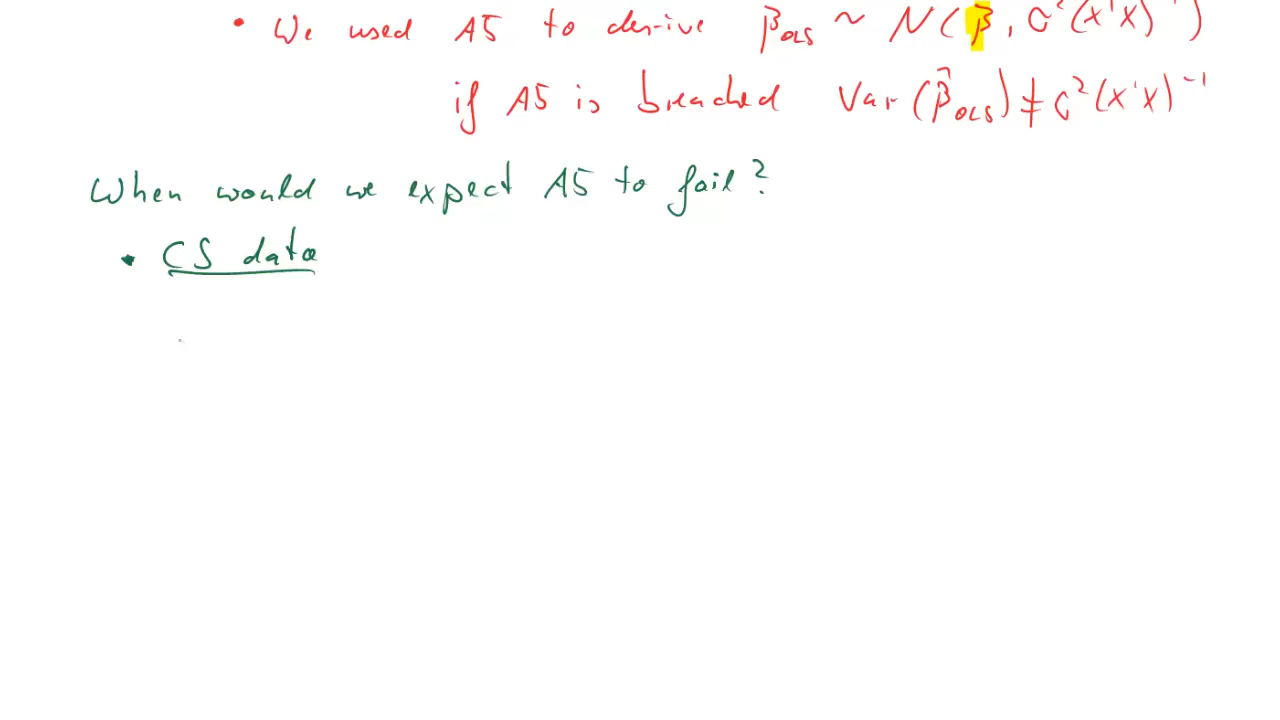 • We used A5 to derive β̂OLS ~ N(β, σ²(X'X)⁻¹)
if A5 is breached Var(β̂OLS) ≠ σ²(X'X)⁻¹
When would we expect A5 to fail?
• CS data